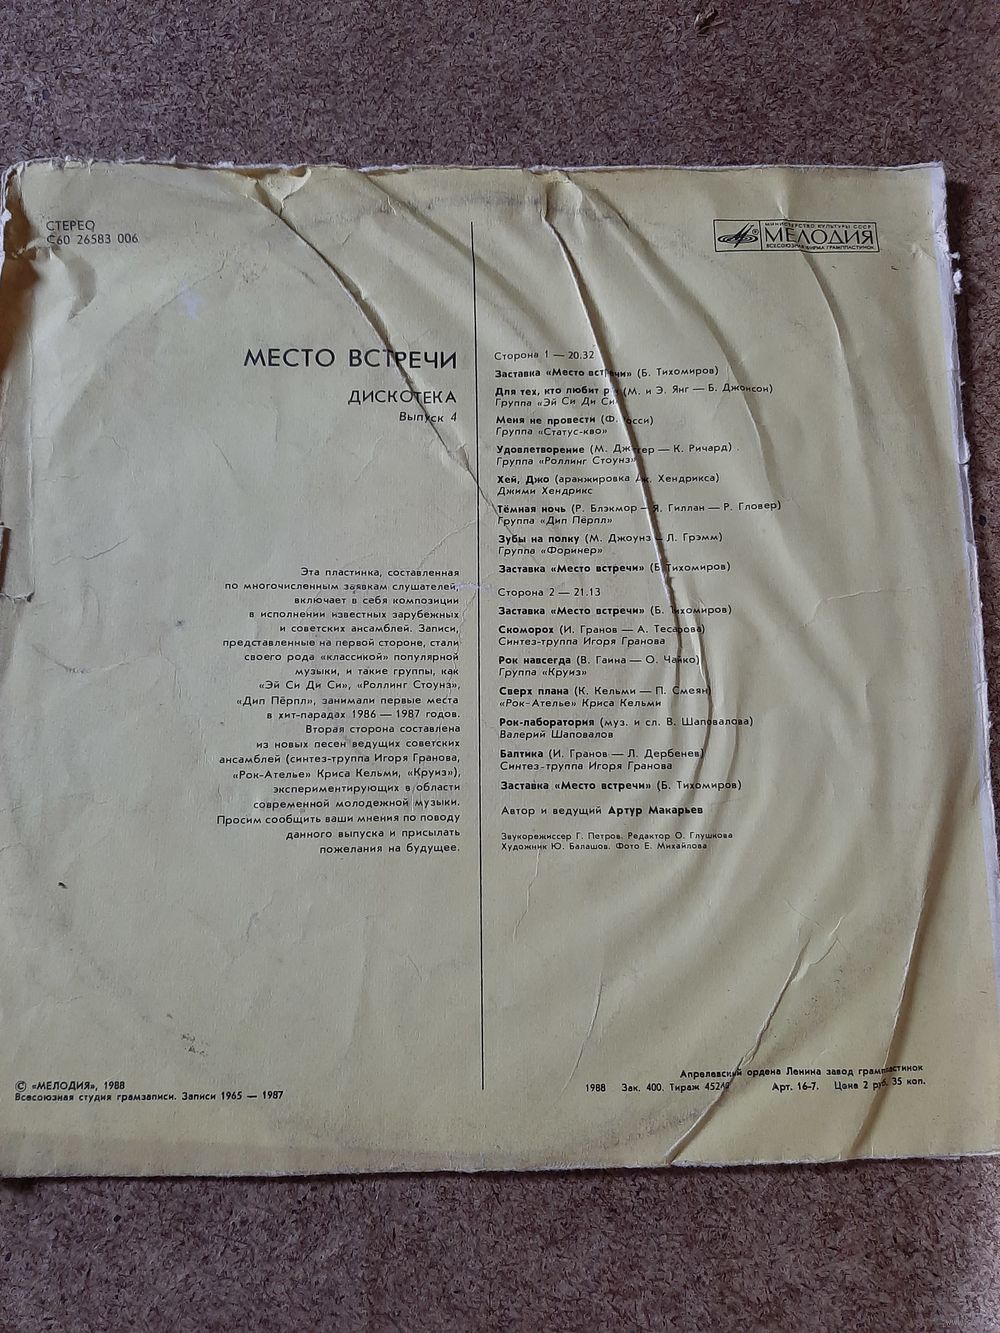 СТЕРЕО
С60 26583 006
МИНИСТЕРСТВО КУЛЬТУРЫ СССР
МЕЛОДИЯ
ВСЕСОЮЗНАЯ ФИРМА ГРАМПЛАСТИНОК
МЕСТО ВСТРЕЧИ
ДИСКОТЕКА
Выпуск 4
Эта пластинка, составленная
по многочисленным заявкам слушателей,
включает в себя композиции
в исполнении известных зарубежных
и советских ансамблей. Записи,
представленные на первой стороне, стали
своего рода «классикой» популярной
музыки, и такие группы, как
«Эй Си Ди Си», «Роллинг Стоунз»,
«Дип Пёрпл», занимали первые места
в хит-парадах 1986 — 1987 годов.
Вторая сторона составлена
из новых песен ведущих советских
ансамблей (синтез-группа Игоря Гранова,
«Рок-Ателье» Криса Кельми, «Круиз»),
экспериментирующих в области
современной молодежной музыки.
Просим сообщить ваши мнения по поводу
данного выпуска и присылать
пожелания на будущее.
Сторона 1 — 20.32
Заставка «Место встречи» (Б. Тихомиров)
Для тех, кто любит (М. и Э. Янг — Б. Джонсон)
Группа «Эй Си Ди Си»
Меня не провести (Ф.
Группа «Статус-кво»
Удовлетворение (М. — К. Ричард)
Группа «Роллинг Стоунз»
Хей, Джо (аранжировка Хендрикса)
Джими Хендрикс
Тёмная ночь (Р. Блэкмор — Я. Гиллан — Р. Гловер)
Группа «Дип Пёрпл»
Зубы на полку (М. Джоунз — Л. Грэмм)
Группа «Форинер»
Заставка «Место встречи» (Б. Тихомиров)
Сторона 2 — 21.13
Заставка «Место встречи» (Б. Тихомиров)
Скоморох (И. Гранов — А. Тесаров)
Синтез-группа Игоря Гранова
Рок навсегда (В. Гаина — О. Чайко)
Группа «Круиз»
Сверх плана (К. Кельми — П. Смеян)
«Рок-Ателье» Криса Кельми
Рок-лаборатория (муз. и сл. В. Шаповалова)
Валерий Шаповалов
Балтика (И. Гранов — Л. Дербенев)
Синтез-группа Игоря Гранова
Заставка «Место встречи» (Б. Тихомиров)
Автор и ведущий Артур Макарьев
Звукорежиссер Г. Петров. Редактор О. Глушкова
Художник Ю. Балашов. Фото Е. Михайлова
© «МЕЛОДИЯ», 1988
Всесоюзная студия грамзаписи. Записи 1965 — 1987
Апрелевский ордена Ленина завод грампластинок
1988 Зак. 400. Тираж Арт. 16-7. Цена 2 руб. 35 коп.